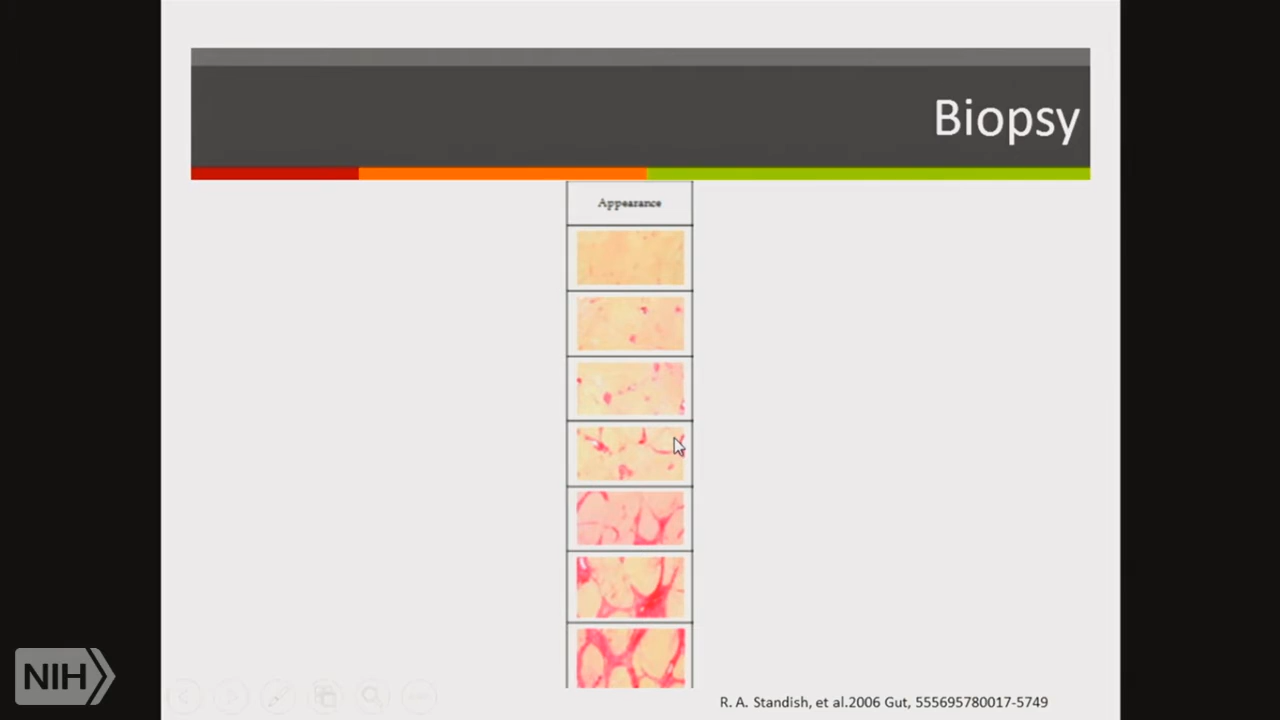 Biopsy
Appearance
R. A. Standish, et al.2006 Gut, 555695780017-5749
NIH